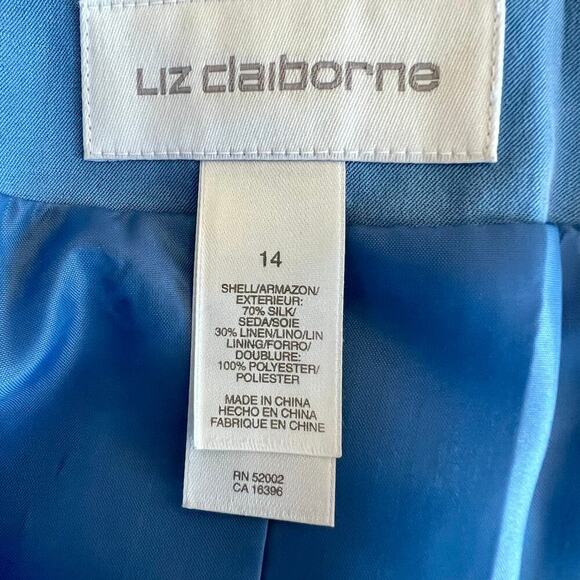 Liz claiborne
14
SHELL/ARMAZON/
EXTERIEUR:
70% SILK/
SEDA/SOIE
30% LINEN/LINO/LIN
LINING/FORRO/
DOUBLURE:
100% POLYESTER/
POLIESTER
MADE IN CHINA
HECHO EN CHINA
FABRIQUE EN CHINE
RN 52002
CA 16396